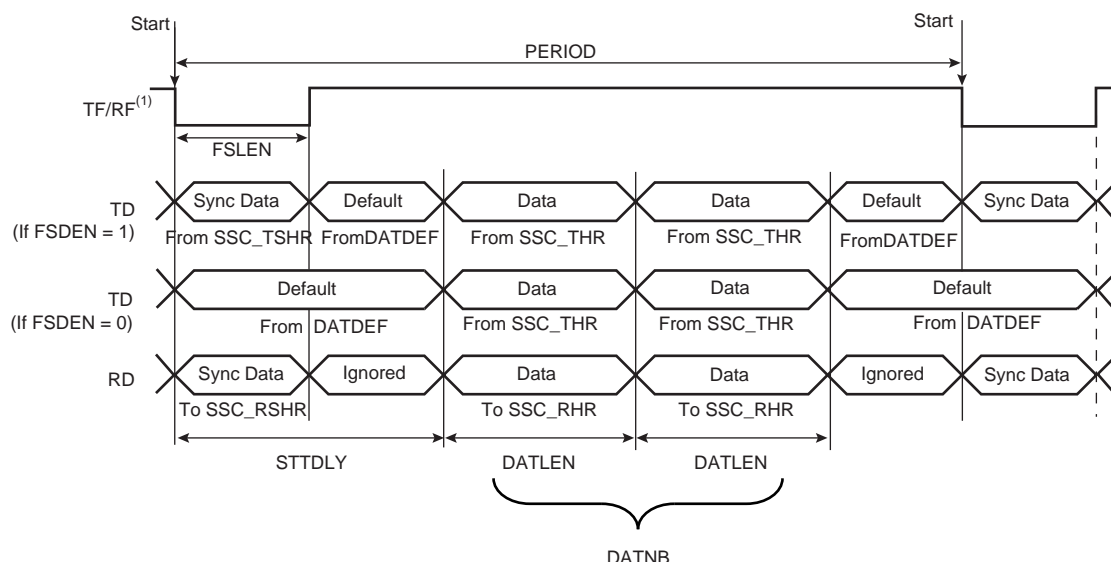 Start
Start
PERIOD
TF/RF(1)
FSLEN
TD
(If FSDEN = 1)
Sync Data
Default
Data
Data
Default
Sync Data
From SSC_TSHR
FromDATDEF
From SSC_THR
From SSC_THR
FromDATDEF
TD
(If FSDEN = 0)
Default
Data
Data
Default
From DATDEF
From SSC_THR
From SSC_THR
From DATDEF
RD
Sync Data
Ignored
Data
Data
Ignored
Sync Data
To SSC_RSHR
To SSC_RHR
To SSC_RHR
STTDLY
DATLEN
DATLEN
DATNB